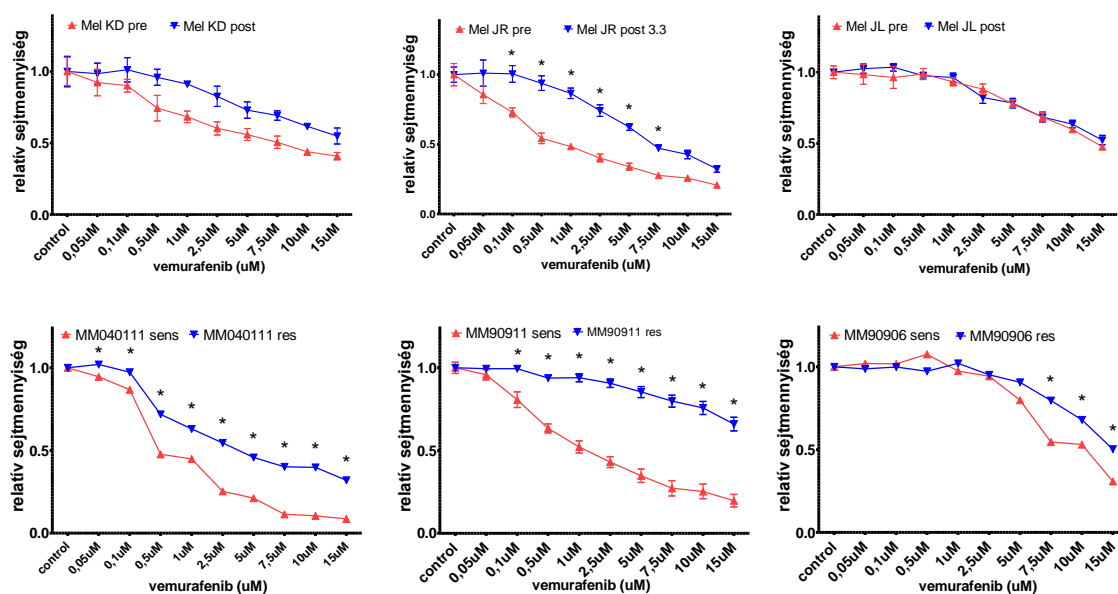 Mel KD pre Mel KD post
relatív sejtmennyiség
1.0
0.5
0.0
control 0,05uM 0,1uM 0,5uM 1uM 2,5uM 5uM 7,5uM 10uM 15uM
vemurafenib (uM)
Mel JR pre Mel JR post 3.3
relatív sejtmennyiség
1.0
0.5
0.0
* * * * * *
control 0,05uM 0,1uM 0,5uM 1uM 2,5uM 5uM 7,5uM 10uM 15uM
vemurafenib (uM)
Mel JL pre Mel JL post
relatív sejtmennyiség
1.0
0.5
0.0
control 0,05uM 0,1uM 0,5uM 1uM 2,5uM 5uM 7,5uM 10uM 15uM
vemurafenib (uM)
MM040111 sens MM040111 res
relatív sejtmennyiség
1.0
0.5
0.0
* * * * * * * * *
control 0,05uM 0,1uM 0,5uM 1uM 2,5uM 5uM 7,5uM 10uM 15uM
vemurafenib (uM)
MM90911 sens MM90911 res
relatív sejtmennyiség
1.0
0.5
0.0
* * * * * * * *
control 0,05uM 0,1uM 0,5uM 1uM 2,5uM 5uM 7,5uM 10uM 15uM
vemurafenib (uM)
MM90906 sens MM90906 res
relatív sejtmennyiség
1.0
0.5
0.0
* * *
control 0,05uM 0,1uM 0,5uM 1uM 2,5uM 5uM 7,5uM 10uM 15uM
vemurafenib (uM)